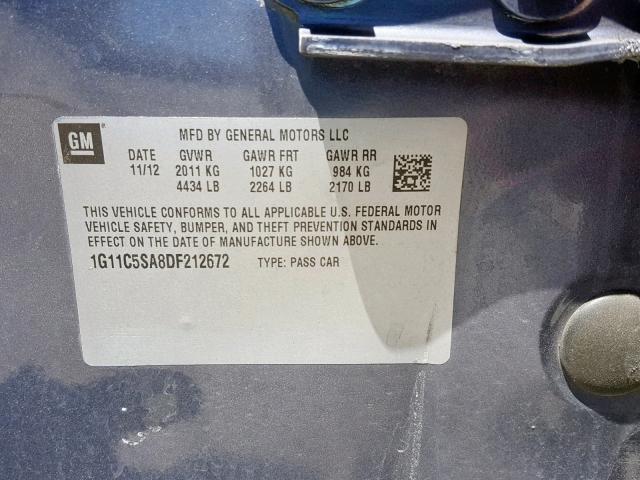 GM
MFD BY GENERAL MOTORS LLC
DATE GVWR GAWR FRT GAWR RR
11/12 2011 KG 1027 KG 984 KG
4434 LB 2264 LB 2170 LB
THIS VEHICLE CONFORMS TO ALL APPLICABLE U.S. FEDERAL MOTOR
VEHICLE SAFETY, BUMPER, AND THEFT PREVENTION STANDARDS IN
EFFECT ON THE DATE OF MANUFACTURE SHOWN ABOVE.
1G11C5SA8DF212672 TYPE: PASS CAR